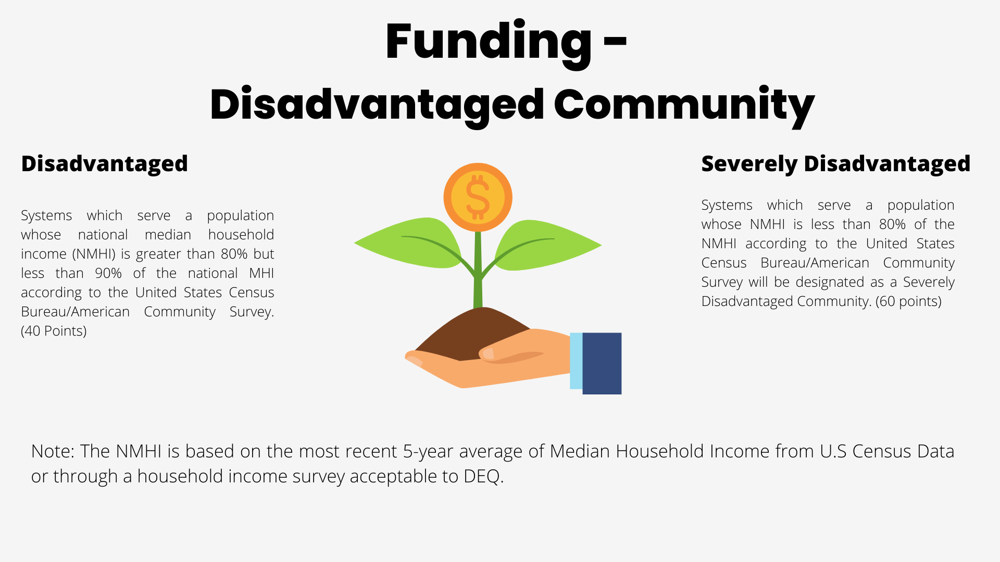 Funding -
Disadvantaged Community
Disadvantaged
Systems which serve a population
whose national median household
income (NMHI) is greater than 80% but
less than 90% of the national MHI
according to the United States Census
Bureau/American Community Survey.
(40 Points)
$
Severely Disadvantaged
Systems which serve a population
whose NMHI is less than 80% of the
NMHI according to the United States
Census Bureau/American Community
Survey will be designated as a Severely
Disadvantaged Community. (60 points)
Note: The NMHI is based on the most recent 5-year average of Median Household Income from U.S Census Data
or through a household income survey acceptable to DEQ.